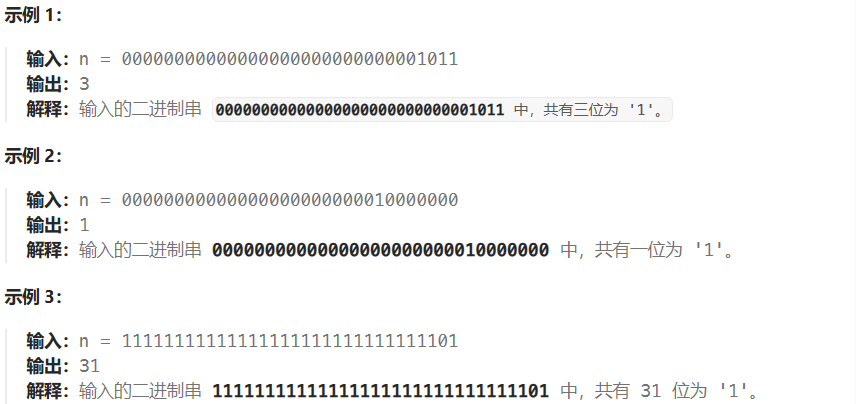 示例 1：
输入：n = 00000000000000000000000000001011
输出：3
解释：输入的二进制串 00000000000000000000000000001011 中，共有三位为 '1'。
示例 2：
输入：n = 00000000000000000000000010000000
输出：1
解释：输入的二进制串 00000000000000000000000010000000 中，共有一位为 '1'。
示例 3：
输入：n = 11111111111111111111111111111101
输出：31
解释：输入的二进制串 11111111111111111111111111111101 中，共有 31 位为 '1'。